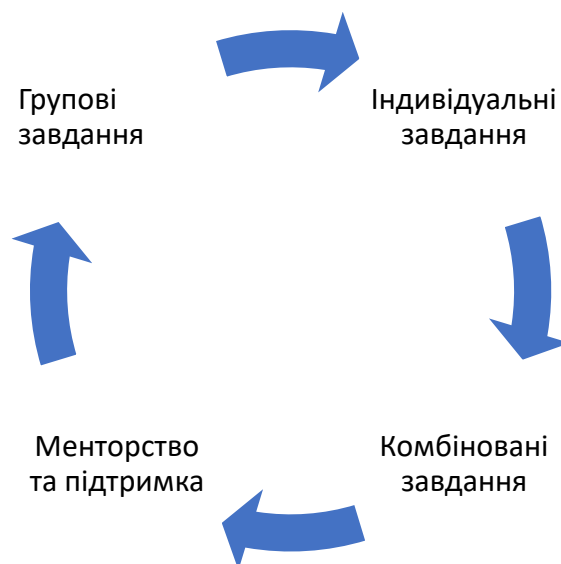 Групові
завдання
Індивідуальні
завдання
Менторство
та підтримка
Комбіновані
завдання